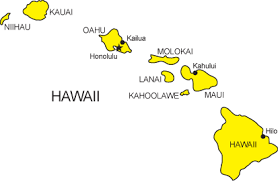 KAUAI
NIIHAU
OAHU
Kailua
Honolulu
MOLOKAI
Kahului
LANAI
MAUI
KAHOOLAWE
HAWAII
Hilo
HAWAII